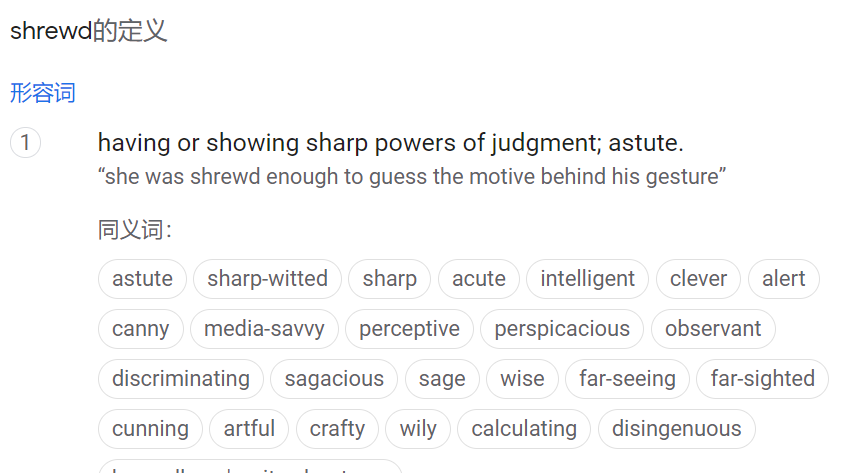 shrewd的定义
形容词
1 having or showing sharp powers of judgment; astute.
“she was shrewd enough to guess the motive behind his gesture”
同义词：
astute sharp-witted sharp acute intelligent clever alert
canny media-savvy perceptive perspicacious observant
discriminating sagacious sage wise far-seeing far-sighted
cunning artful crafty wily calculating disingenuous